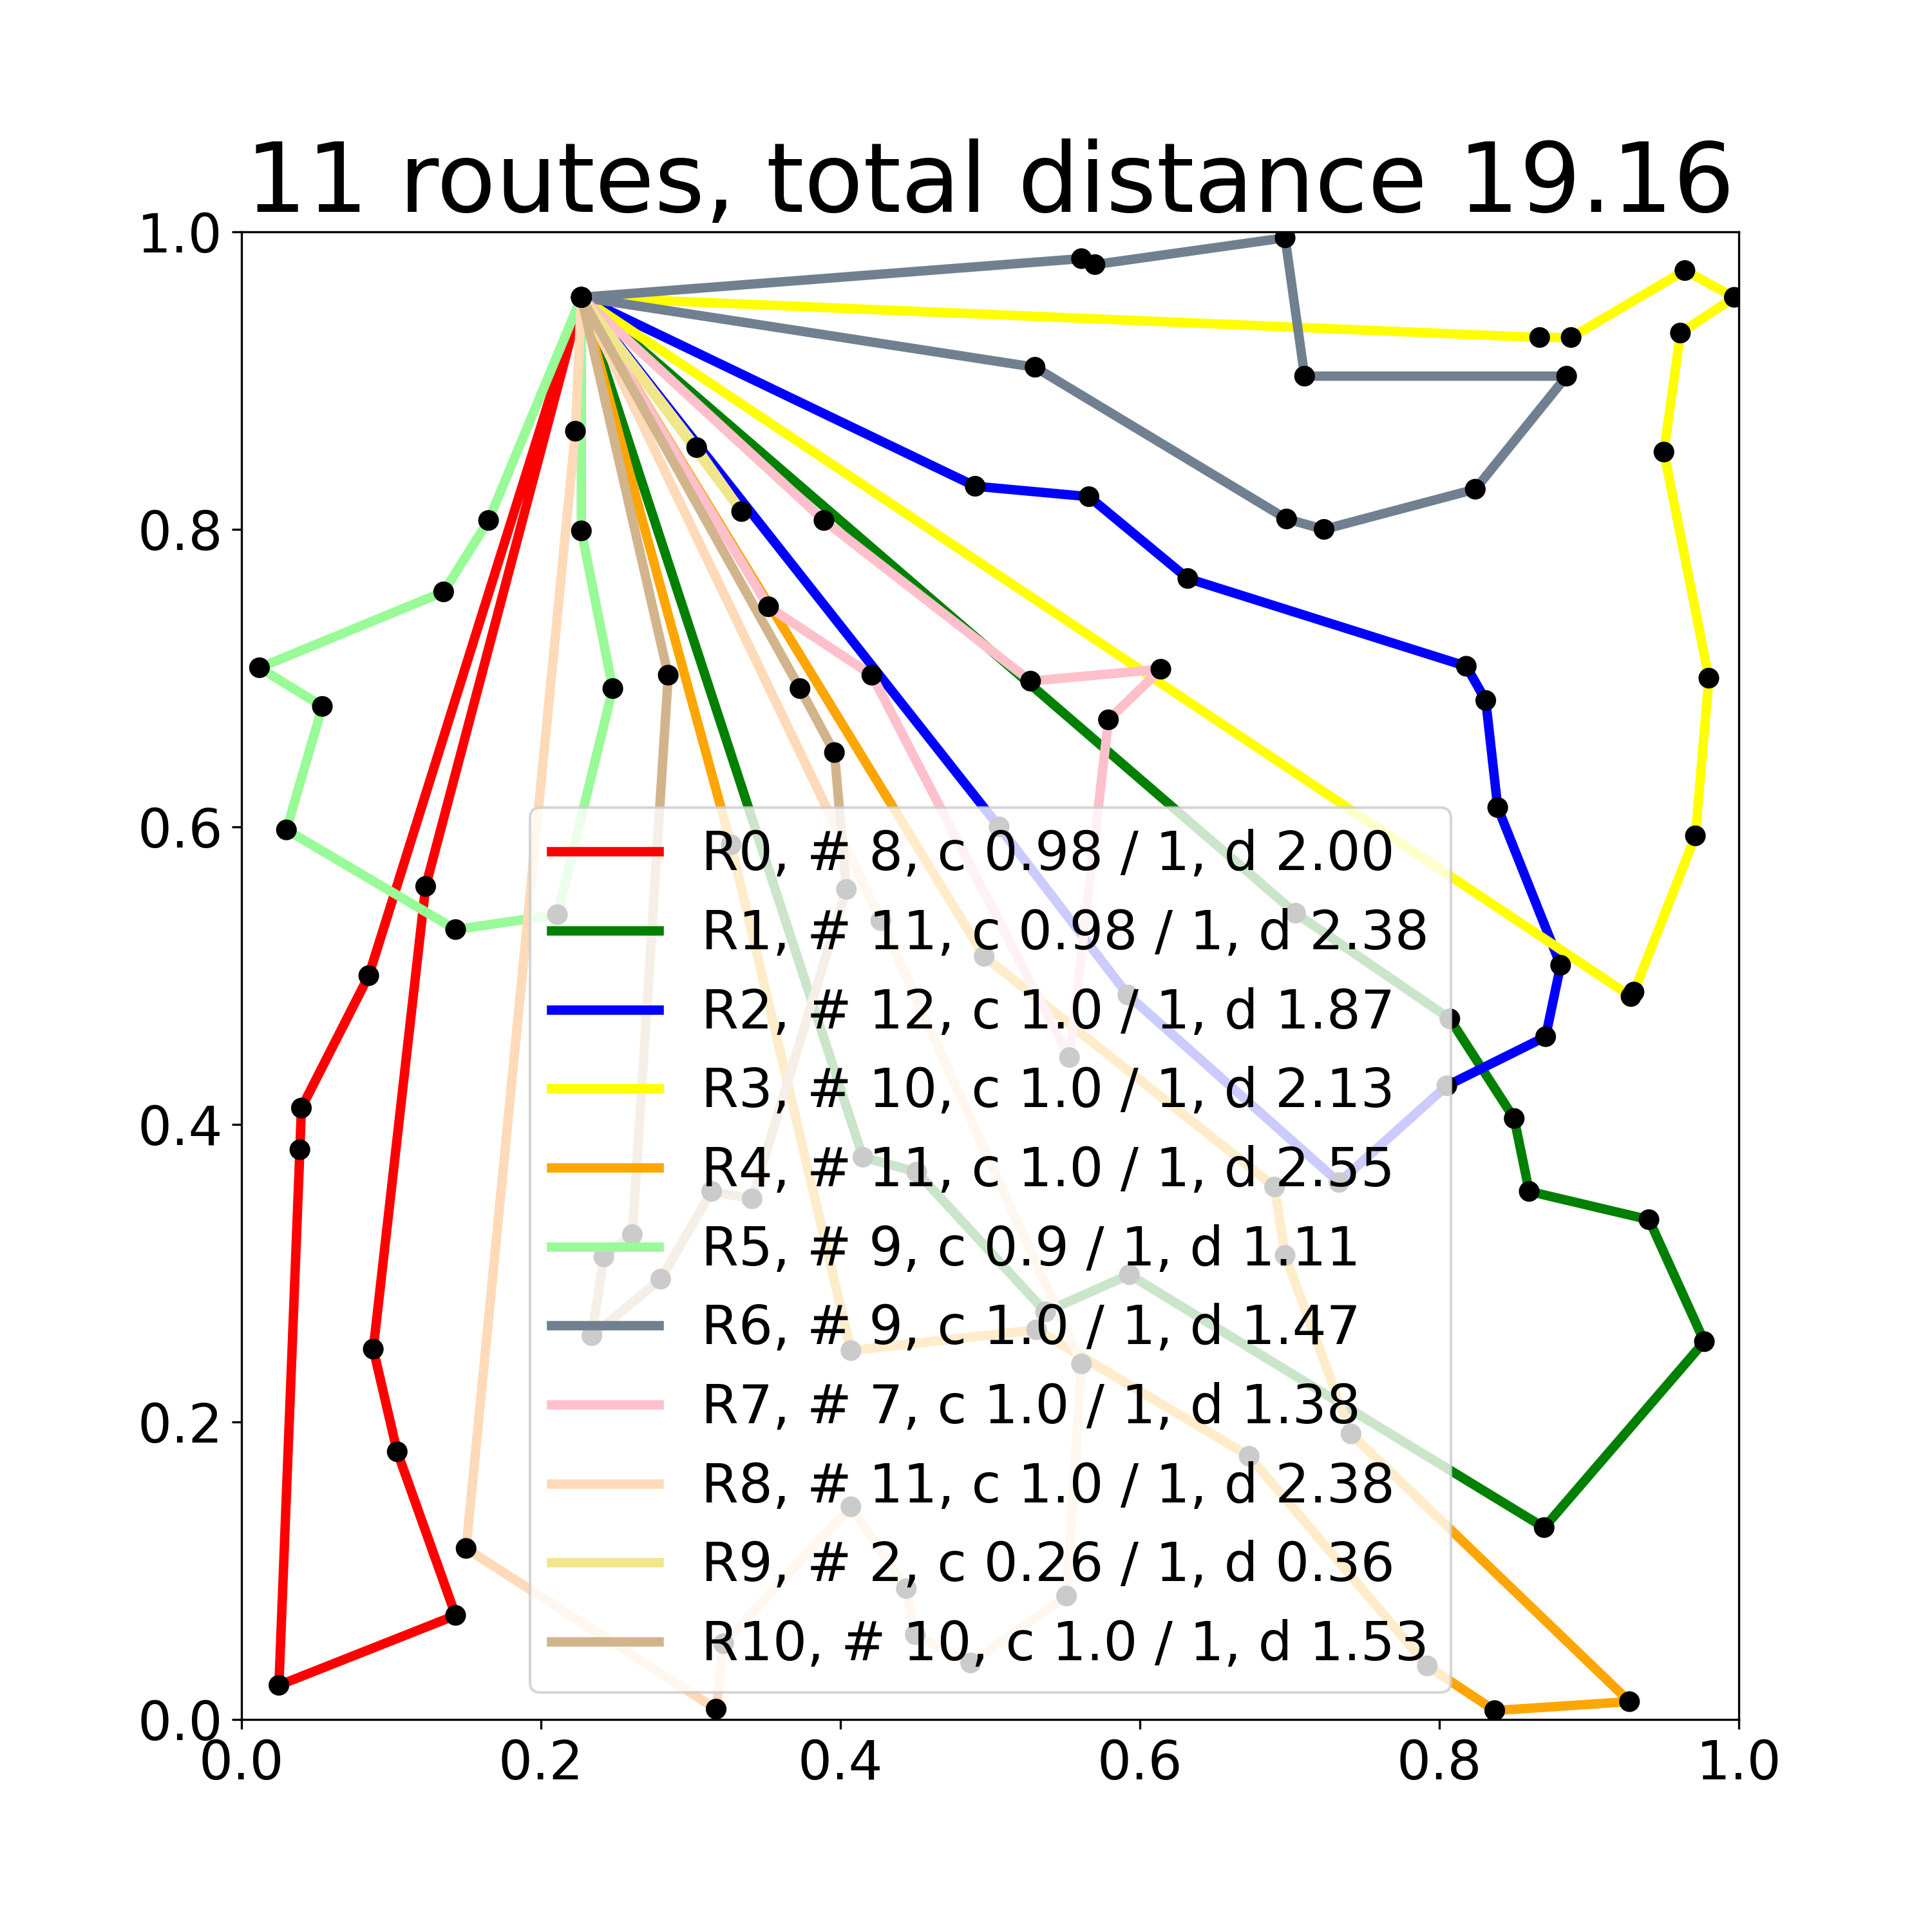 11 routes, total distance 19.16
1.0
0.8
0.6
0.4
0.2
0.0
R0, # 8, c 0.98 / 1, d 2.00
R1, # 11, c 0.98 / 1, d 2.38
R2, # 12, c 1.0 / 1, d 1.87
R3, # 10, c 1.0 / 1, d 2.13
R4, # 11, c 1.0 / 1, d 2.55
R5, # 9, c 0.9 / 1, d 1.11
R6, # 9, c 1.0 / 1, d 1.47
R7, # 7, c 1.0 / 1, d 1.38
R8, # 11, c 1.0 / 1, d 2.38
R9, # 2, c 0.26 / 1, d 0.36
R10, # 10, c 1.0 / 1, d 1.53
0.0 0.2 0.4 0.6 0.8 1.0